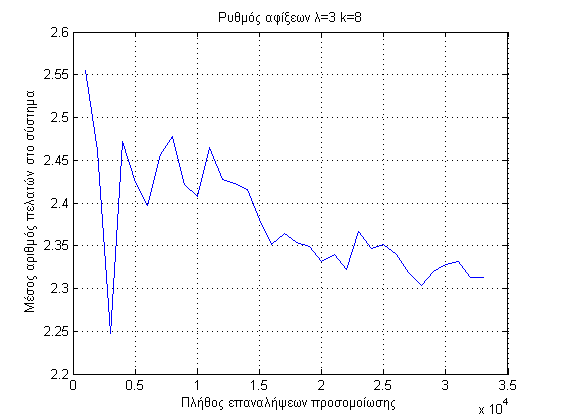 Ρυθμός αφίξεων λ=3 k=8
Μέσος αριθμός πελατών στο σύστημα
2.6
2.55
2.5
2.45
2.4
2.35
2.3
2.25
2.2
0 0.5 1 1.5 2 2.5 3 3.5
x 10^4
Πλήθος επαναλήψεων προσομοίωσης